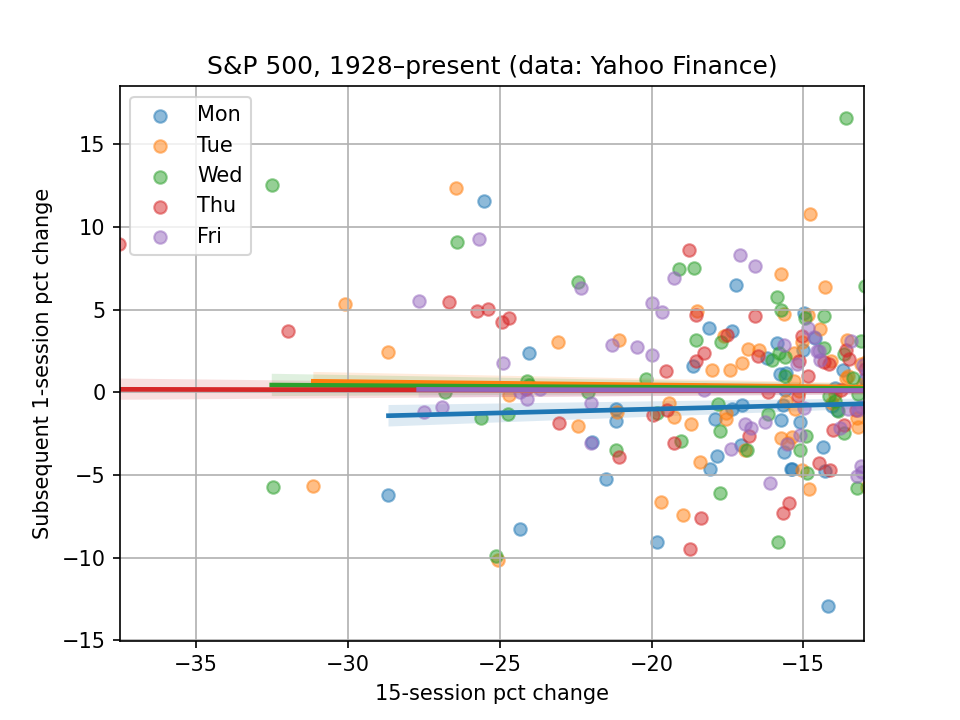 S&P 500, 1928–present (data: Yahoo Finance)
Mon
Tue
Wed
Thu
Fri
Subsequent 1-session pct change
15
10
5
0
−5
−10
−15
−35
−30
−25
−20
−15
15-session pct change